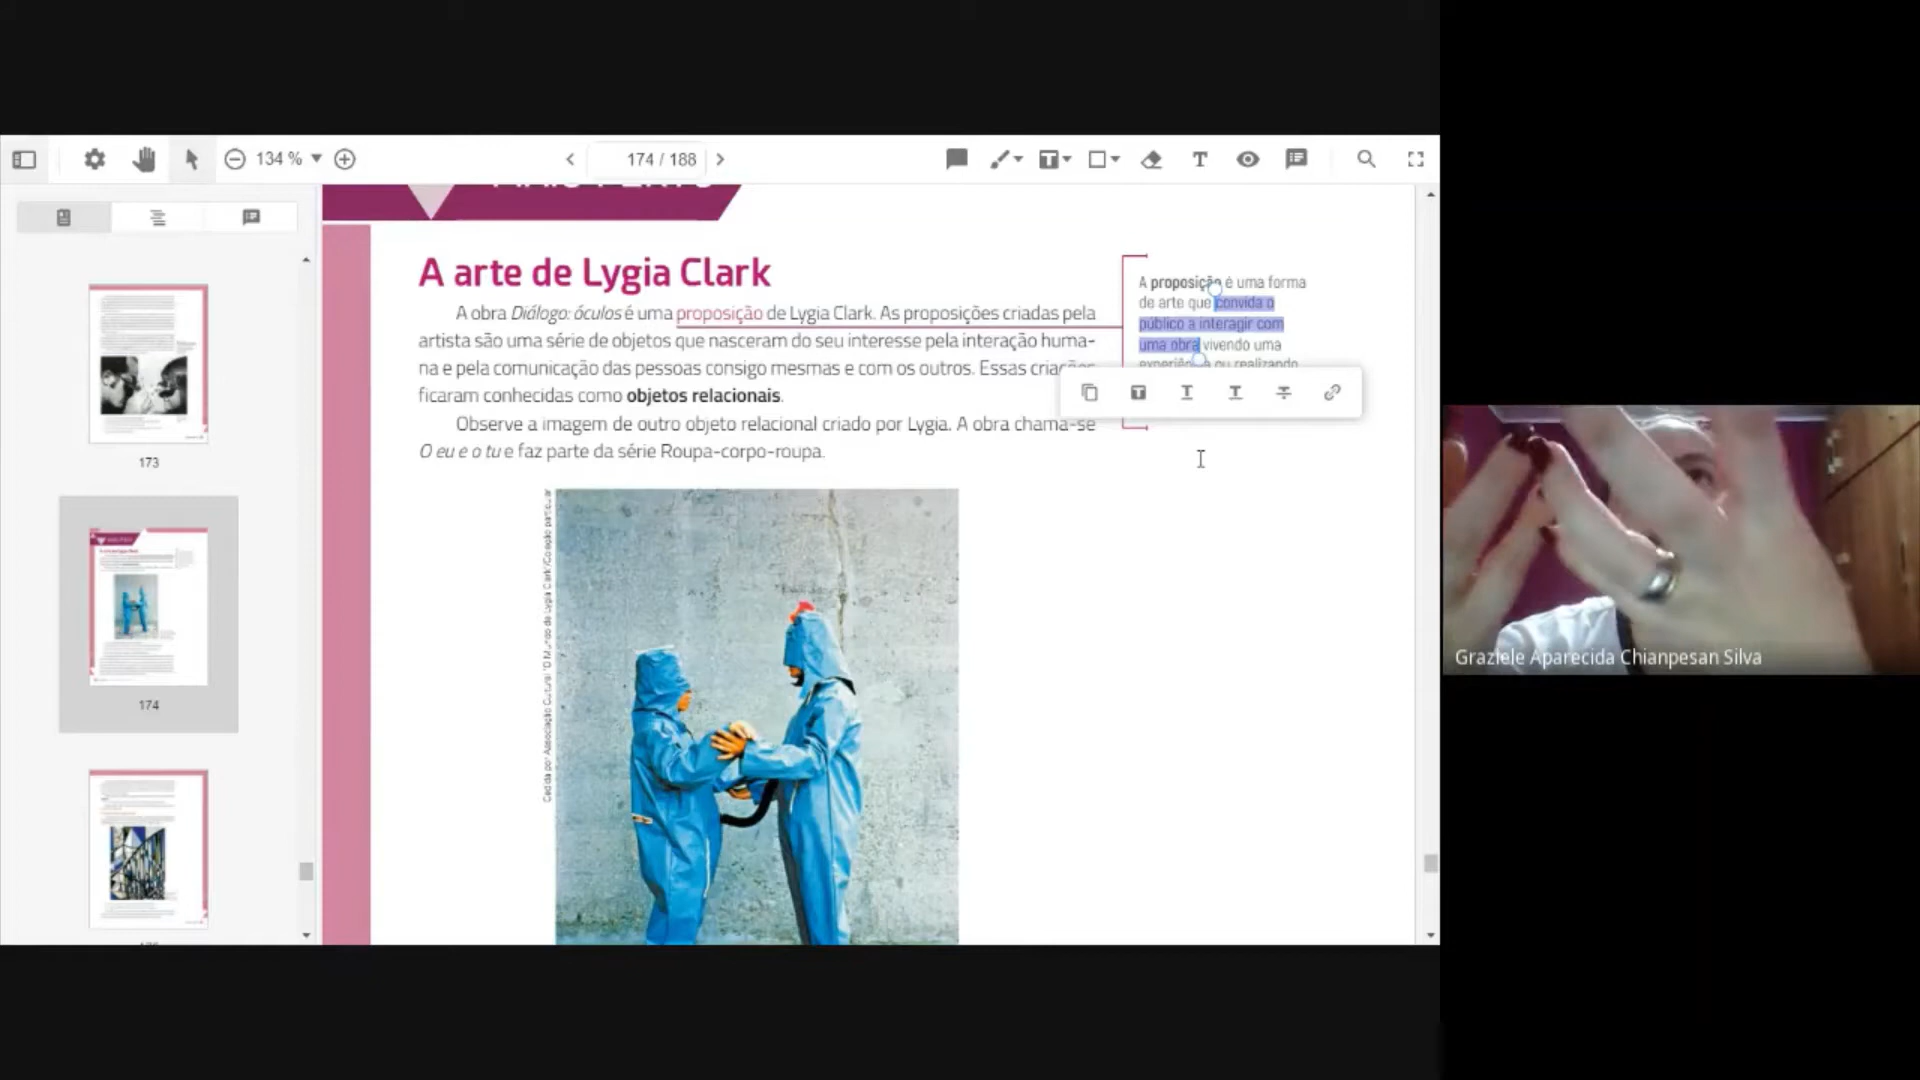 134 %
174 / 188
A arte de Lygia Clark
A obra Diálogo: óculos é uma proposição de Lygia Clark. As proposições criadas pela
artista são uma série de objetos que nasceram do seu interesse pela interação huma-
na e pela comunicação das pessoas consigo mesmas e com os outros. Essas criações
ficaram conhecidas como objetos relacionais.
Observe a imagem de outro objeto relacional criado por Lygia. A obra chama-se
O eu e o tu e faz parte da série Roupa-corpo-roupa.
A proposição é uma forma
de arte que convida o
público a interagir com
uma obra vivendo uma
experiência ou realizando
173
174
Graziele Aparecida Chianpesan Silva